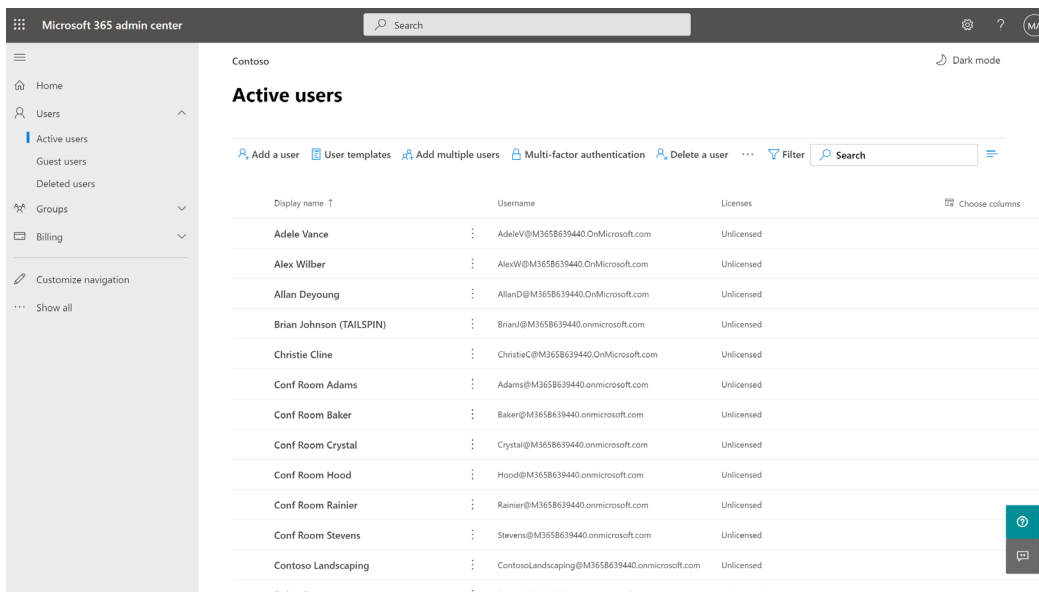 Microsoft 365 admin center
Search
?
Contoso
Dark mode
Home
Users
Active users
Guest users
Deleted users
Groups
Billing
Customize navigation
Show all
Active users
Add a user User templates Add multiple users Multi-factor authentication Delete a user Filter Search
Display name ↑ Username Licenses Choose columns
Adele Vance AdeleV@M365B639440.OnMicrosoft.com Unlicensed
Alex Wilber AlexW@M365B639440.OnMicrosoft.com Unlicensed
Allan Deyoung AllanD@M365B639440.OnMicrosoft.com Unlicensed
Brian Johnson (TAILSPIN) BrianJ@M365B639440.onmicrosoft.com Unlicensed
Christie Cline ChristieC@M365B639440.OnMicrosoft.com Unlicensed
Conf Room Adams Adams@M365B639440.onmicrosoft.com Unlicensed
Conf Room Baker Baker@M365B639440.onmicrosoft.com Unlicensed
Conf Room Crystal Crystal@M365B639440.onmicrosoft.com Unlicensed
Conf Room Hood Hood@M365B639440.onmicrosoft.com Unlicensed
Conf Room Rainier Rainier@M365B639440.onmicrosoft.com Unlicensed
Conf Room Stevens Stevens@M365B639440.onmicrosoft.com Unlicensed
Contoso Landscaping ContosoLandscaping@M365B639440.onmicrosoft.com Unlicensed